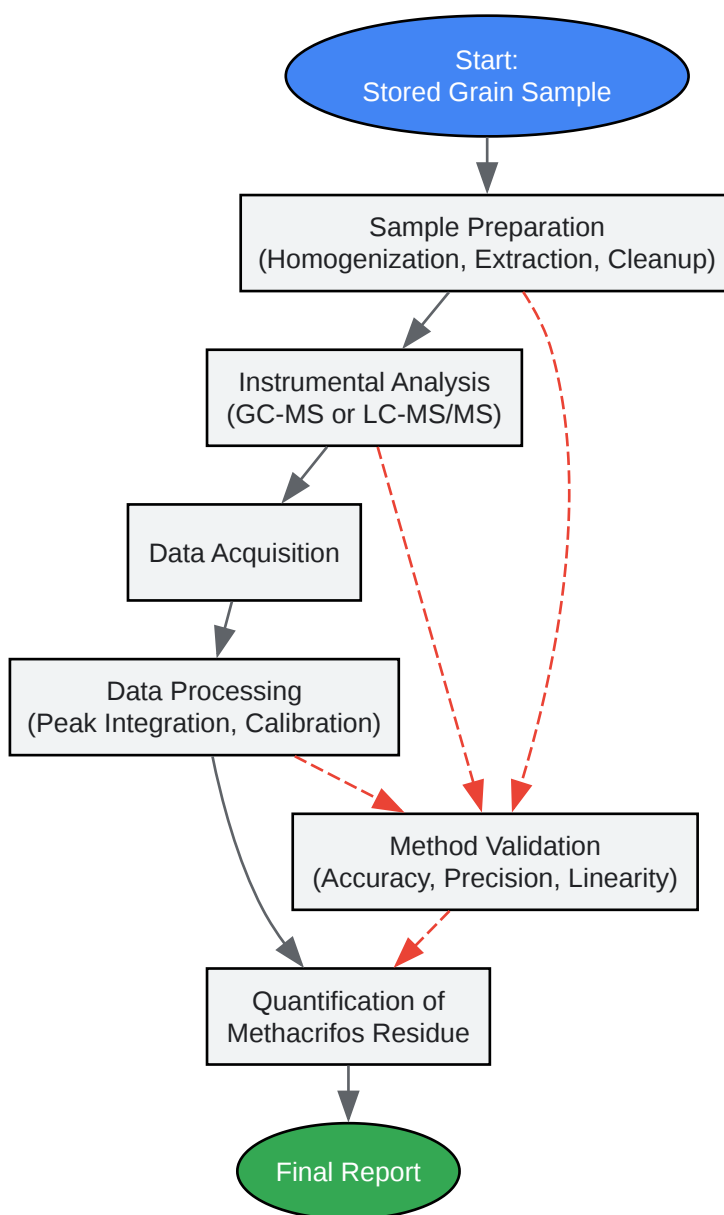 Start:
Stored Grain Sample
Sample Preparation
(Homogenization, Extraction, Cleanup)
Instrumental Analysis
(GC-MS or LC-MS/MS)
Data Acquisition
Data Processing
(Peak Integration, Calibration)
Method Validation
(Accuracy, Precision, Linearity)
Quantification of
Methacrifos Residue
Final Report